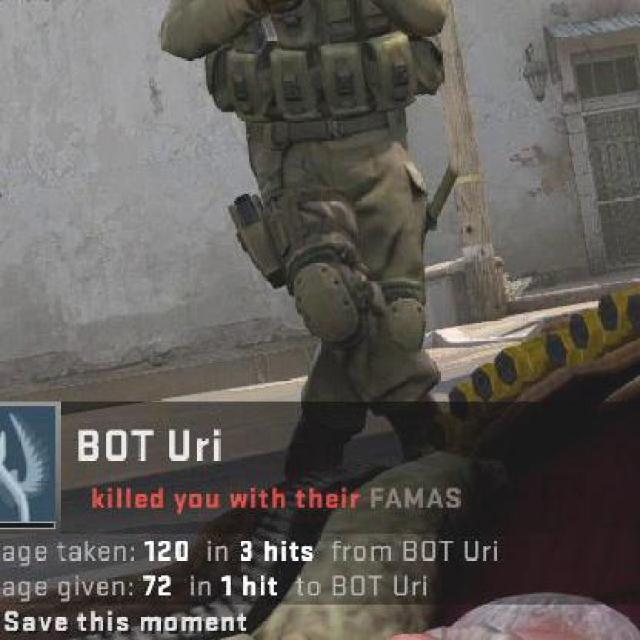 BOT Uri
killed you with their FAMAS
age taken: 120 in 3 hits from BOT Uri
age given: 72 in 1 hit to BOT Uri
Save this moment